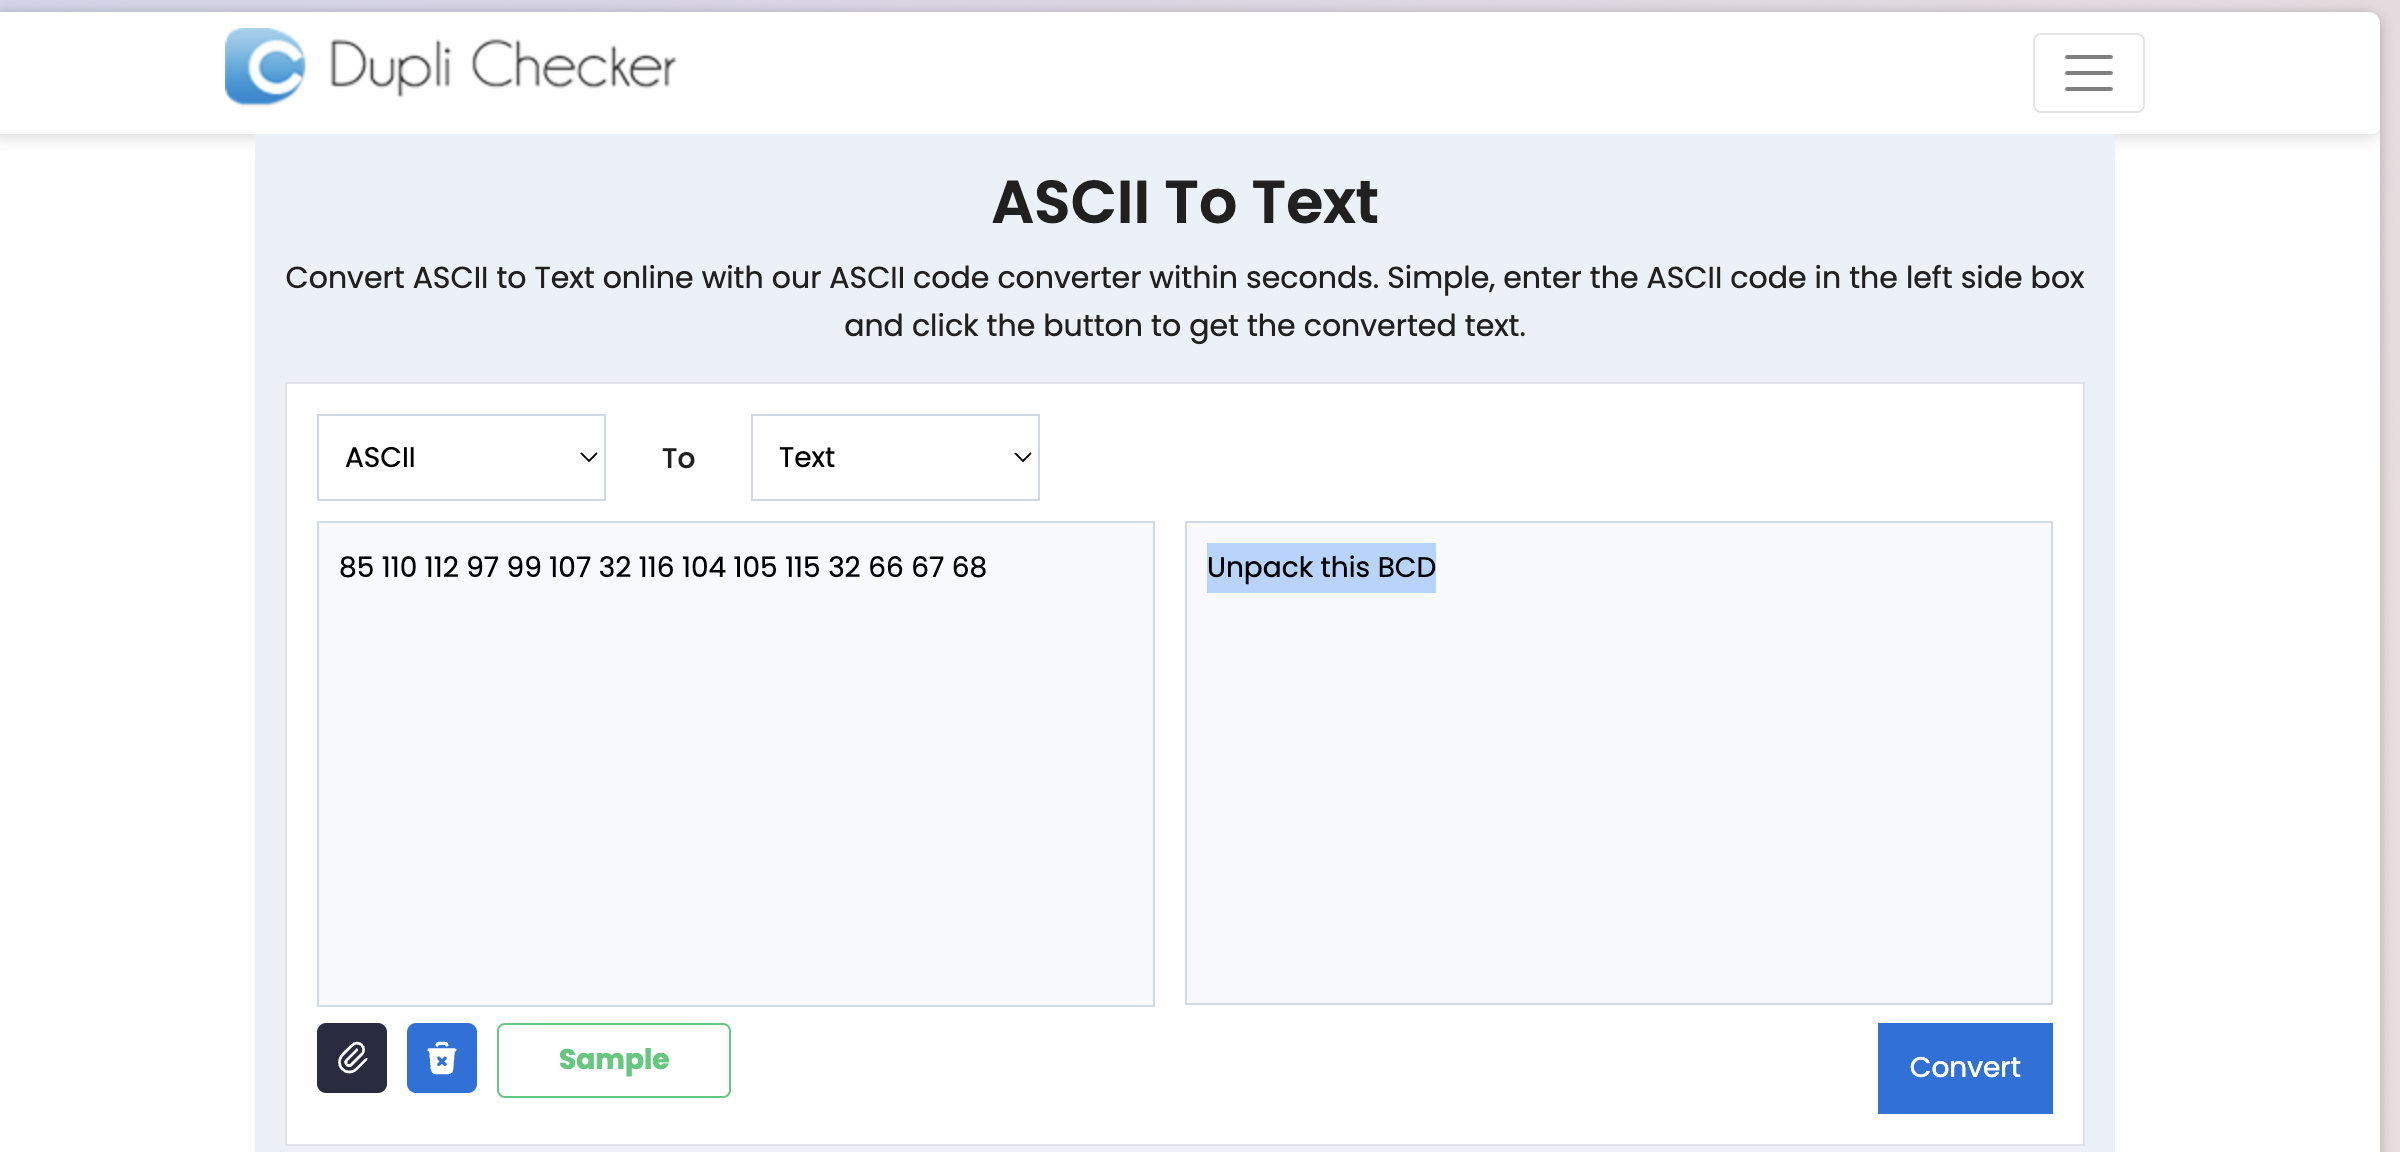 Dupli Checker
ASCII To Text
Convert ASCII to Text online with our ASCII code converter within seconds. Simple, enter the ASCII code in the left side box
and click the button to get the converted text.
ASCII To Text
85 110 112 97 99 107 32 116 104 105 115 32 66 67 68
Unpack this BCD
Sample
Convert